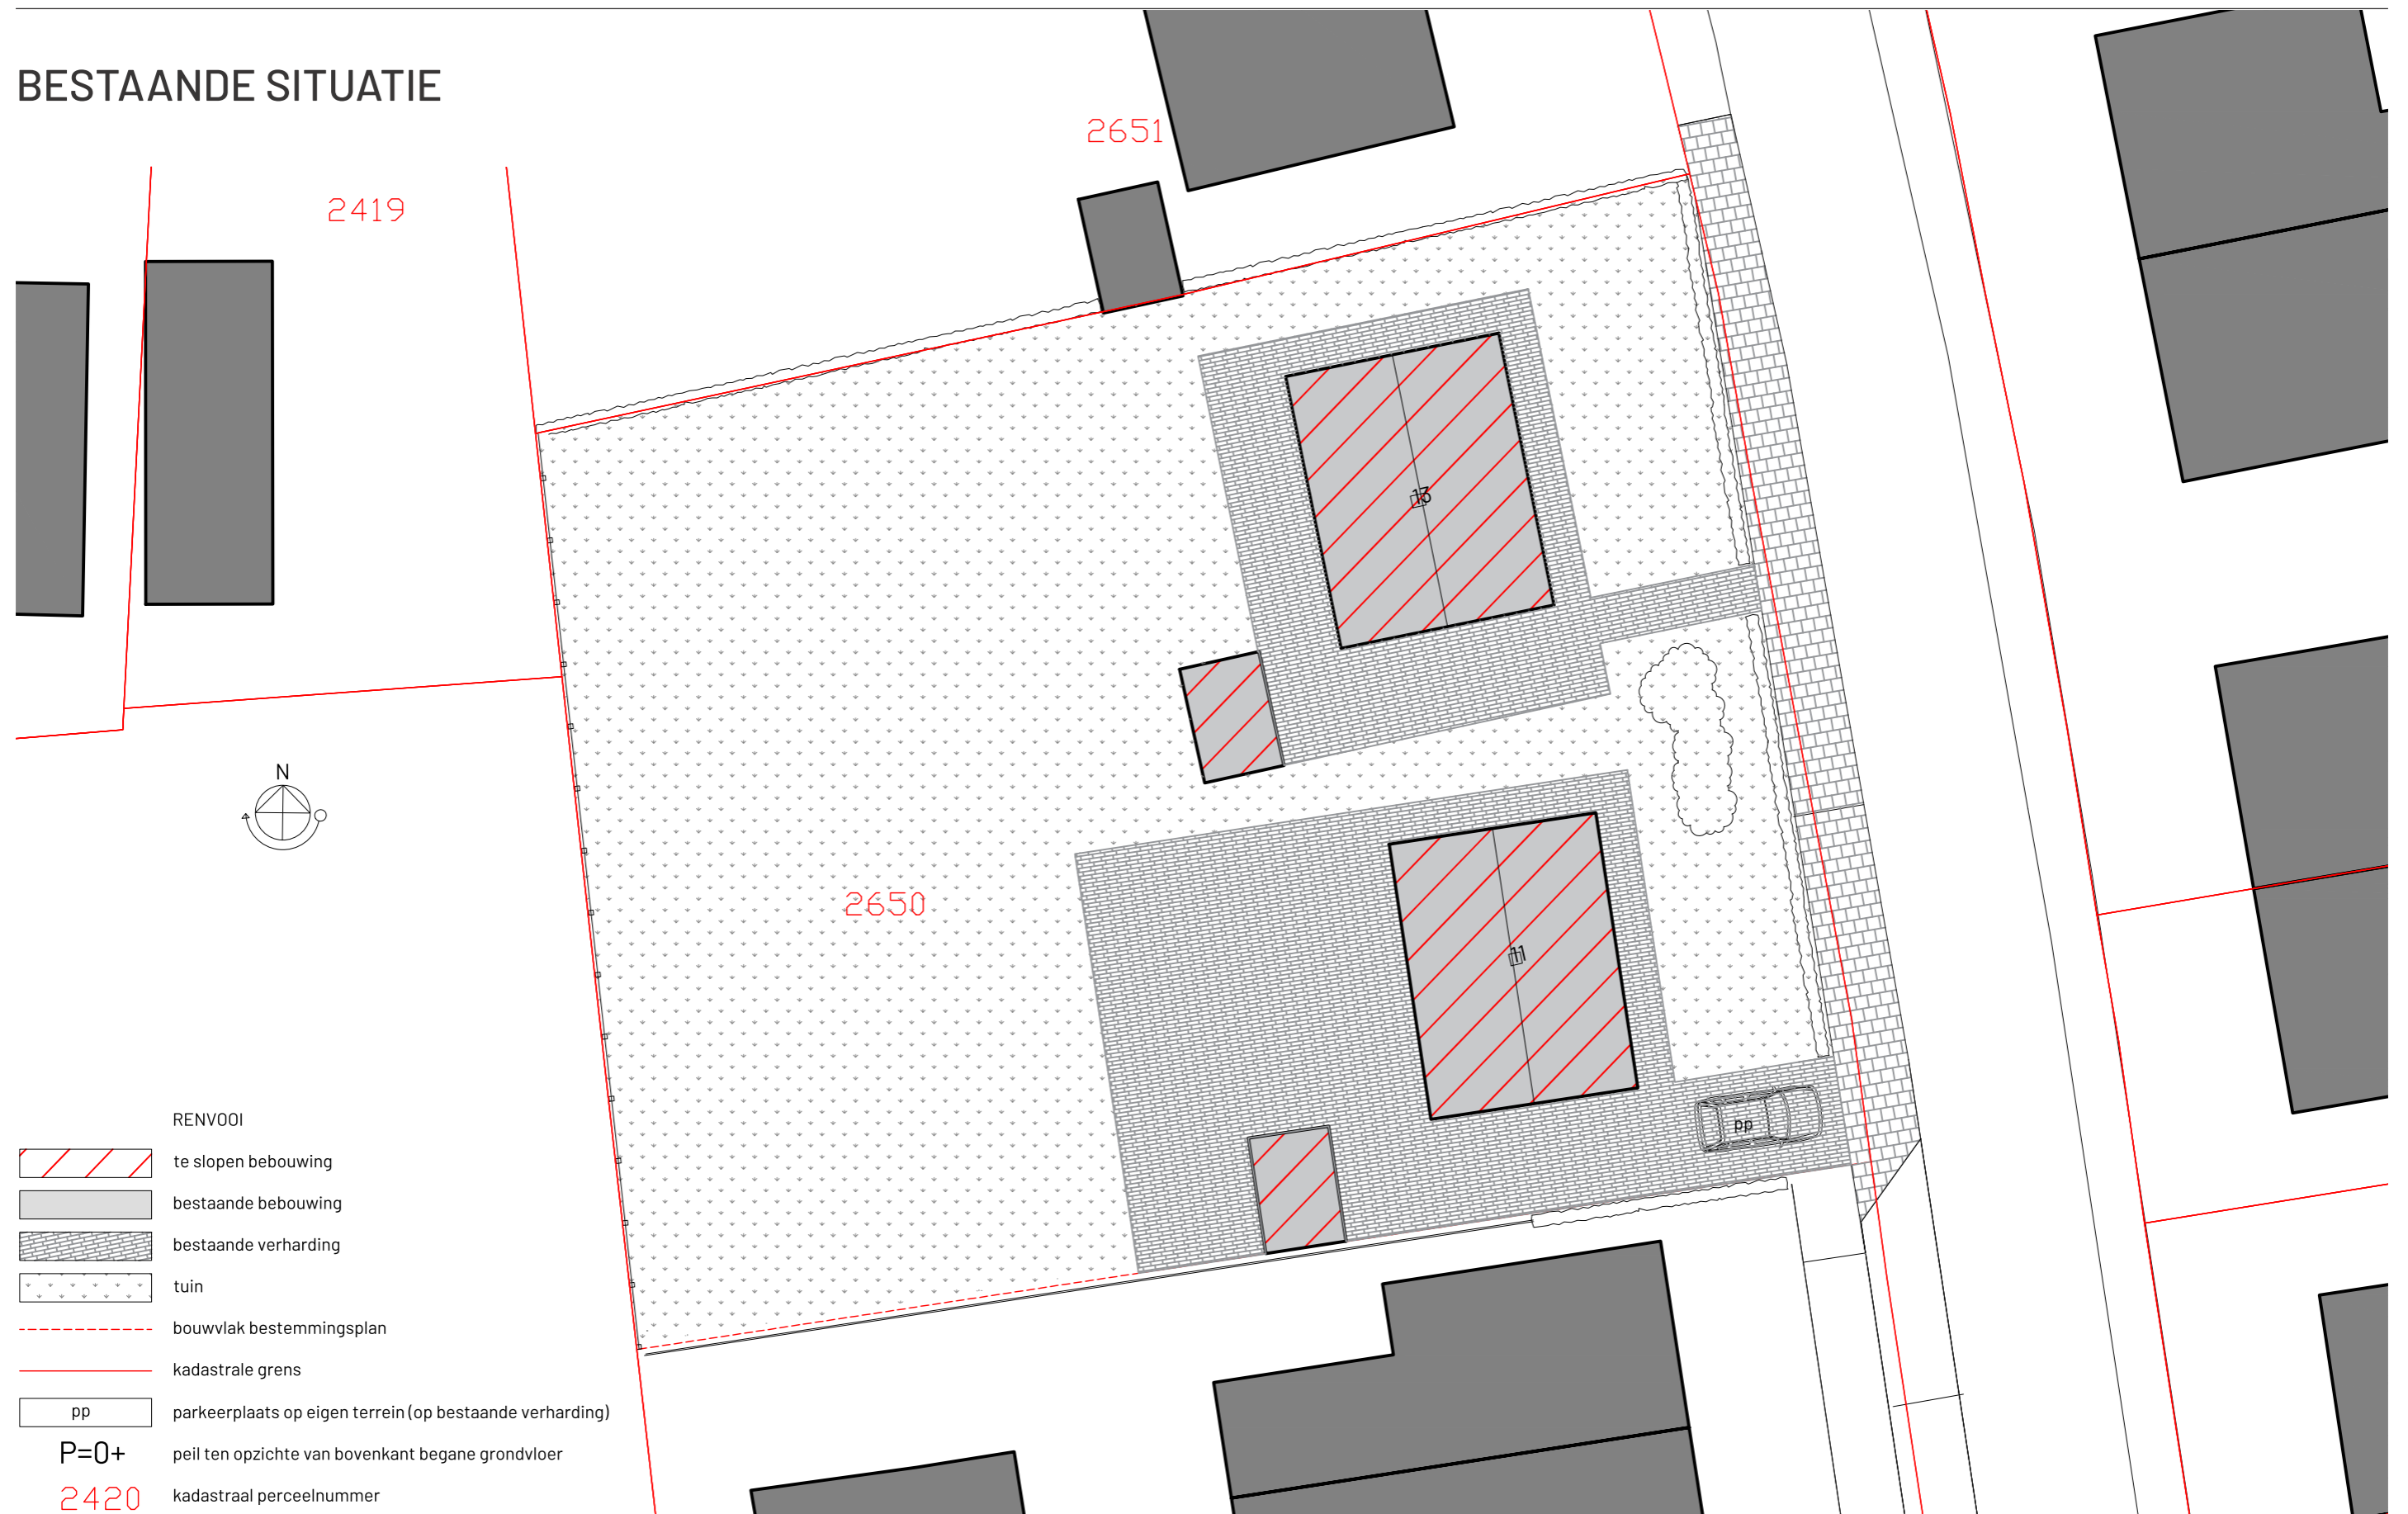 BESTAANDE SITUATIE
2651
2419
13
N
2650
11
pp
RENVOOI
te slopen bebouwing
bestaande bebouwing
bestaande verharding
tuin
bouwvlak bestemmingsplan
kadastrale grens
pp parkeerplaats op eigen terrein (op bestaande verharding)
P=0+ peil ten opzichte van bovenkant begane grondvloer
2420 kadastraal perceelnummer